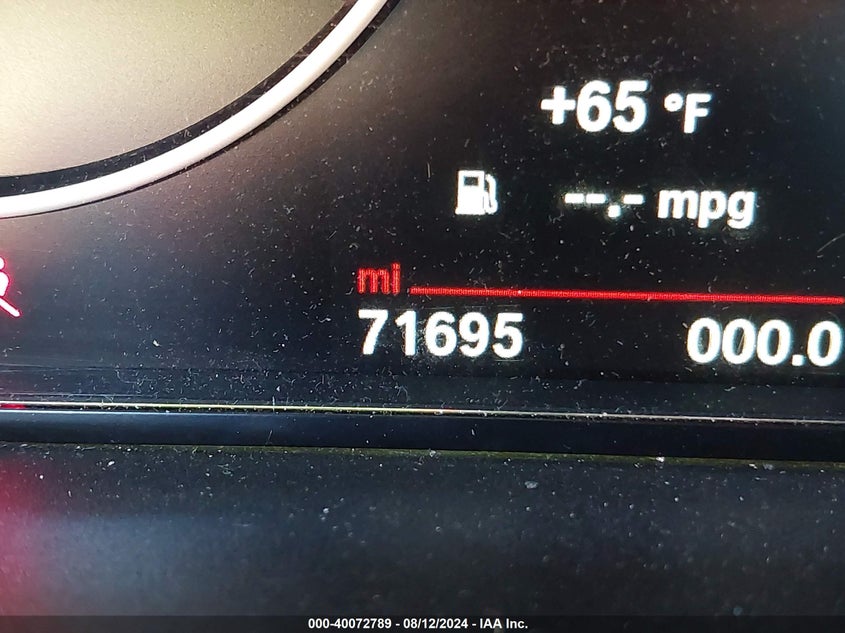 +65 °F
--.- mpg
mi
71695 000.0
000-40072789 - 08/12/2024 - IAA Inc.